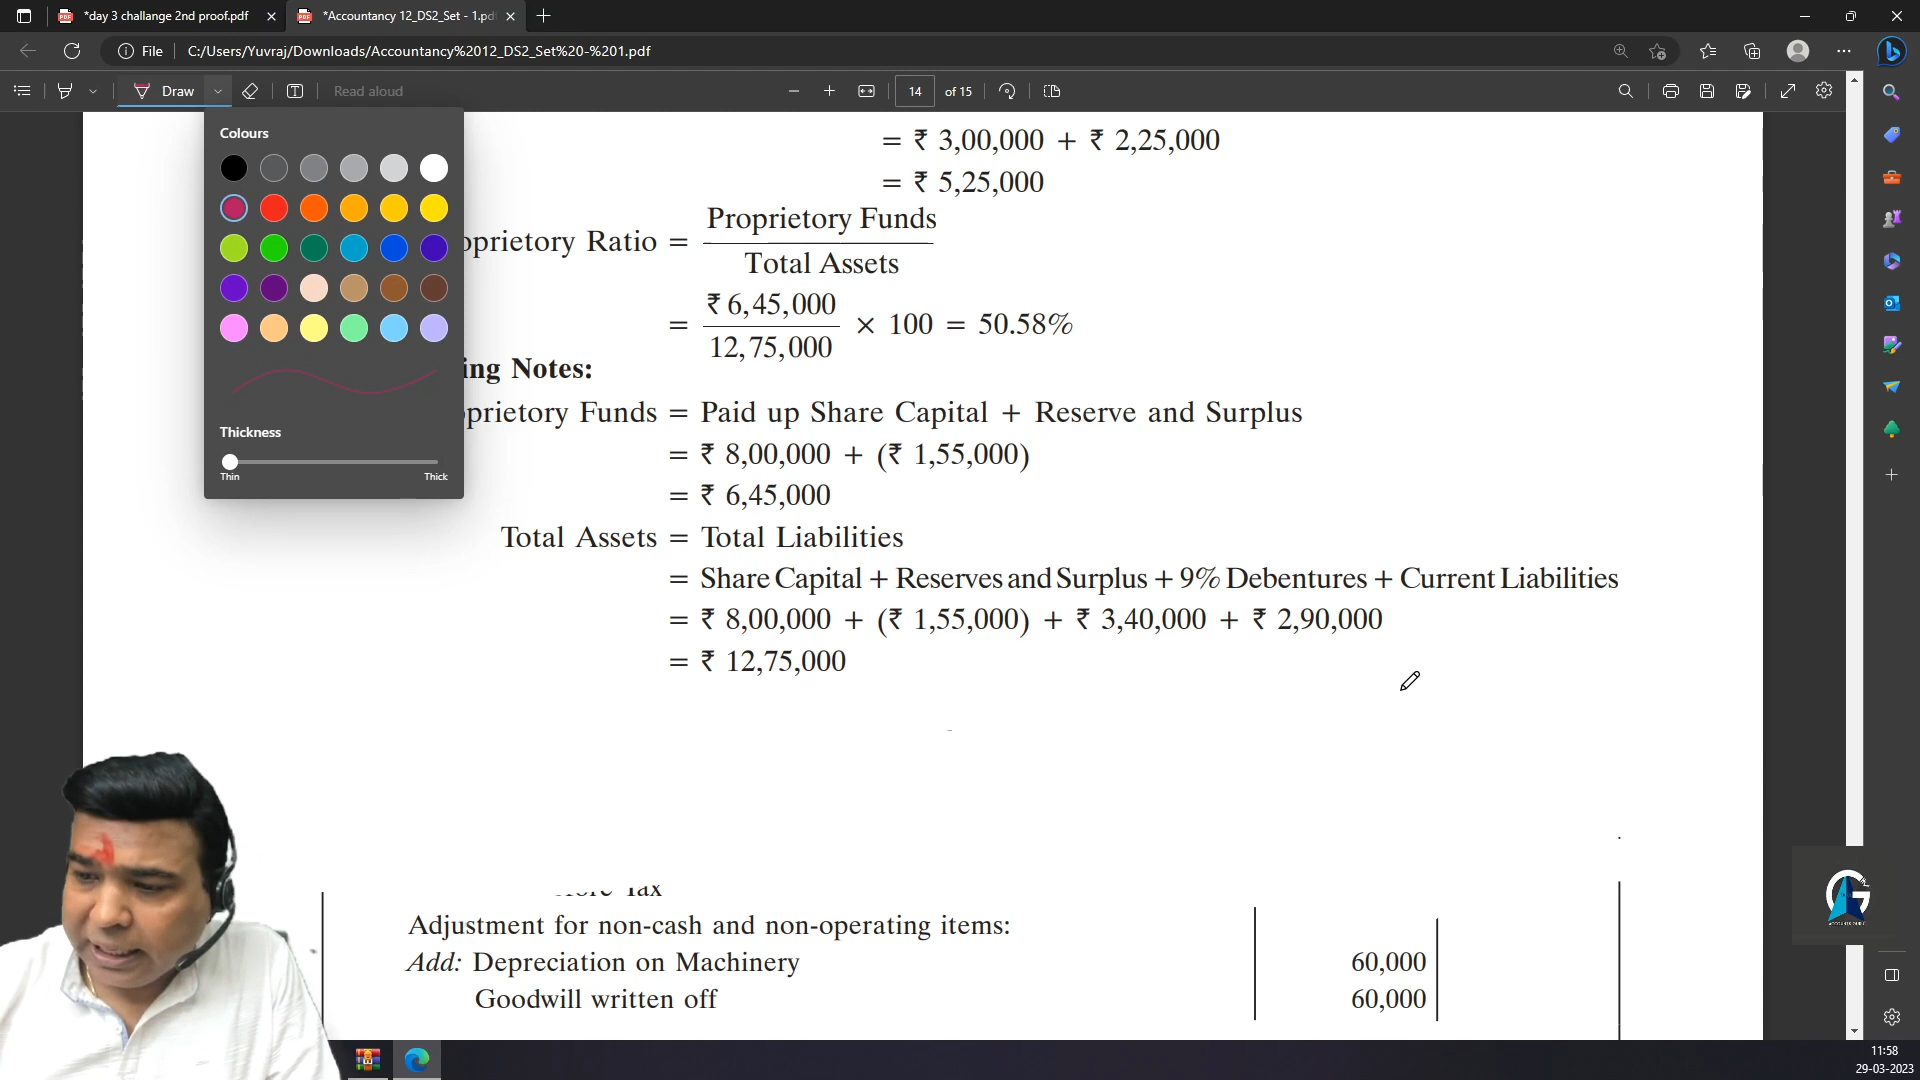 *day 3 challange 2nd proof.pdf
*Accountancy 12_DS2_Set - 1.pdf
File
C:/Users/Yuvraj/Downloads/Accountancy%2012_DS2_Set%20-%201.pdf
Draw
Read aloud
14
of 15
Colours
Thickness
Thin
Thick
= ₹ 3,00,000 + ₹ 2,25,000
= ₹ 5,25,000
oprietory Ratio = Proprietory Funds
Total Assets
= ₹ 6,45,000
12,75,000
× 100 = 50.58%
ing Notes:
oprietory Funds = Paid up Share Capital + Reserve and Surplus
= ₹ 8,00,000 + (₹ 1,55,000)
= ₹ 6,45,000
Total Assets = Total Liabilities
= Share Capital + Reserves and Surplus + 9% Debentures + Current Liabilities
= ₹ 8,00,000 + (₹ 1,55,000) + ₹ 3,40,000 + ₹ 2,90,000
= ₹ 12,75,000
Tax
Adjustment for non-cash and non-operating items:
Add: Depreciation on Machinery 60,000
Goodwill written off 60,000
11:58
29-03-2023